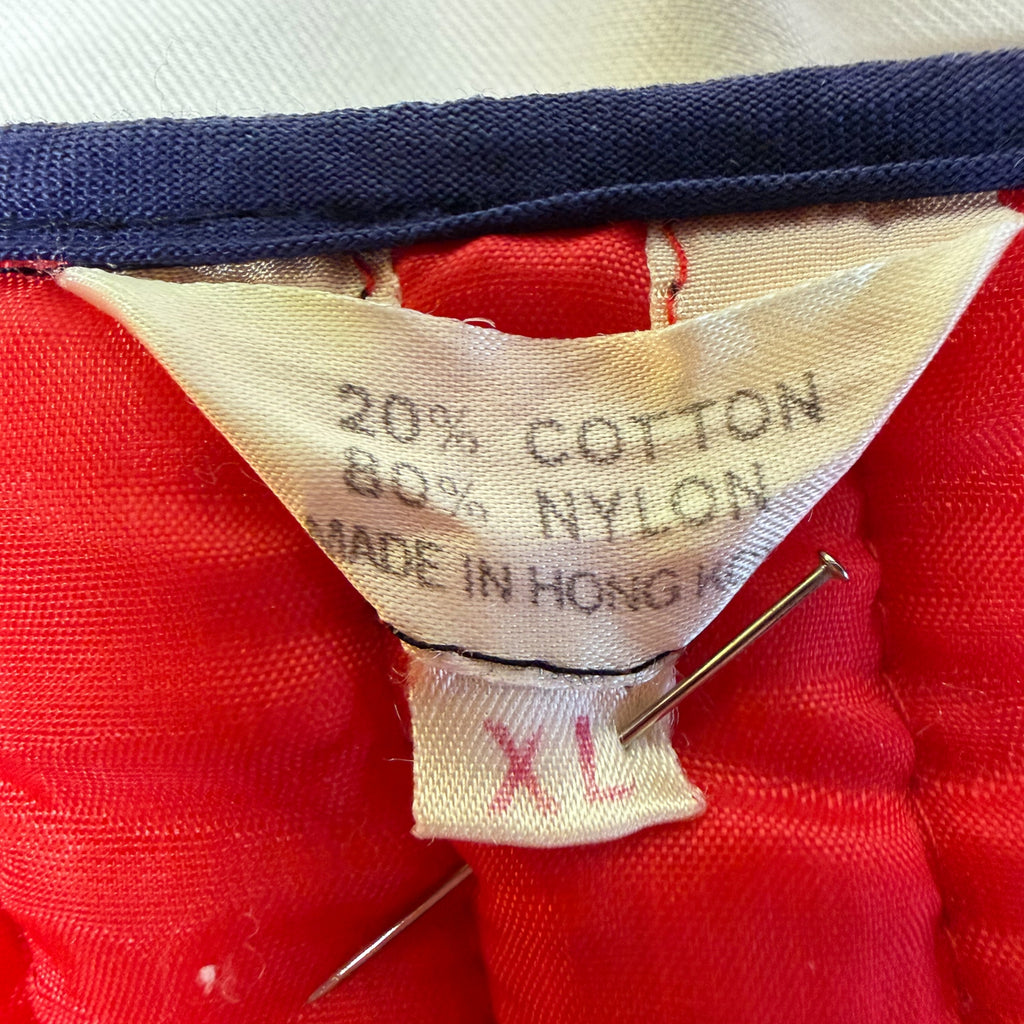 20% COTTON
80% NYLON
MADE IN HONG
XL